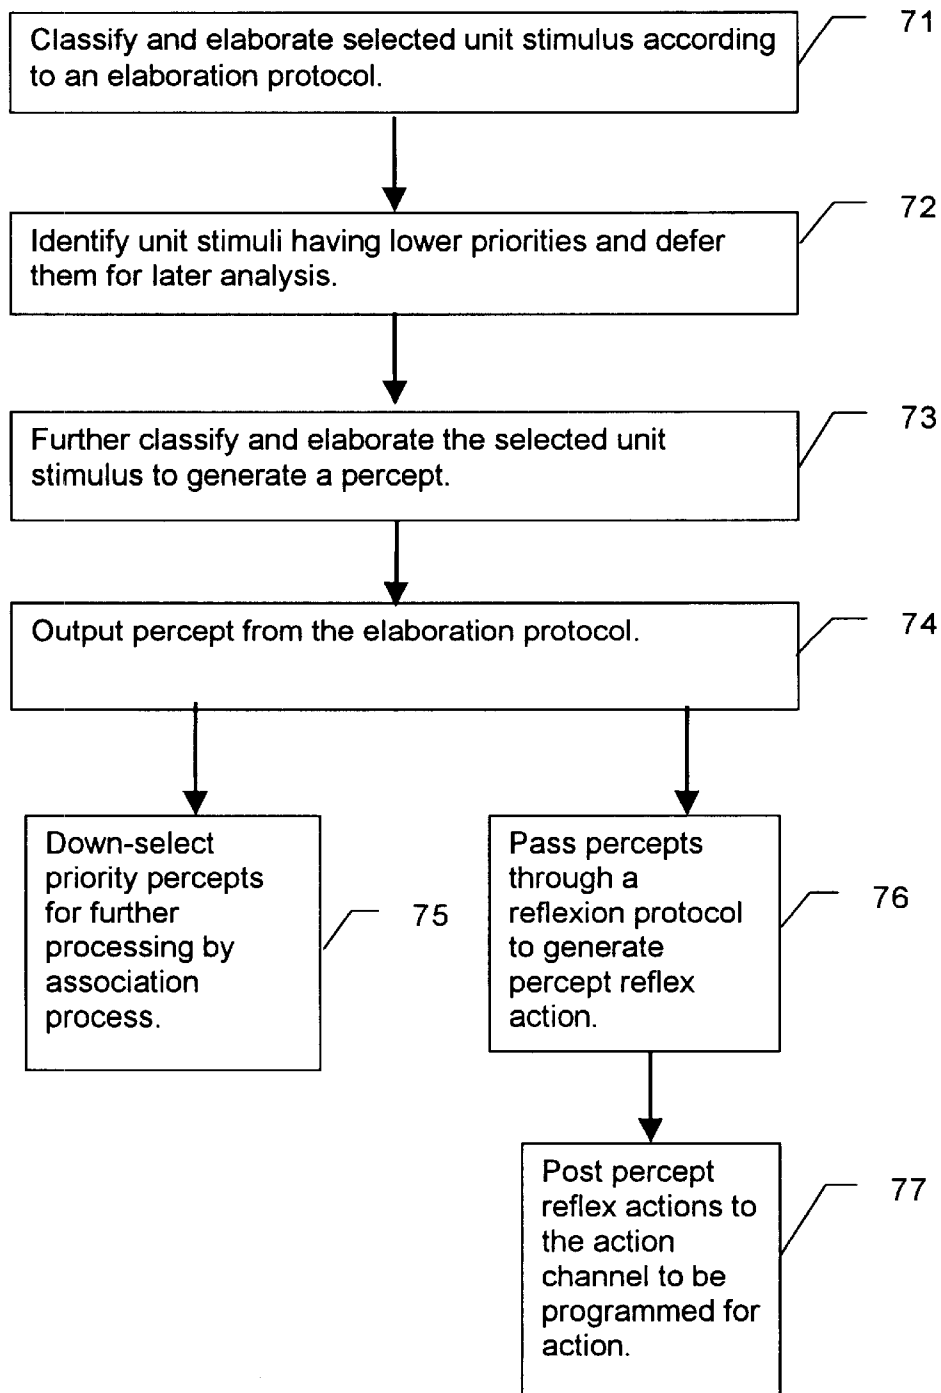 Classify and elaborate selected unit stimulus according
to an elaboration protocol.
71
Identify unit stimuli having lower priorities and defer
them for later analysis.
72
Further classify and elaborate the selected unit
stimulus to generate a percept.
73
Output percept from the elaboration protocol.
74
Down-select
priority percepts
for further
processing by
association
process.
75
Pass percepts
through a
reflexion protocol
to generate
percept reflex
action.
76
Post percept
reflex actions to
the action
channel to be
programmed for
action.
77